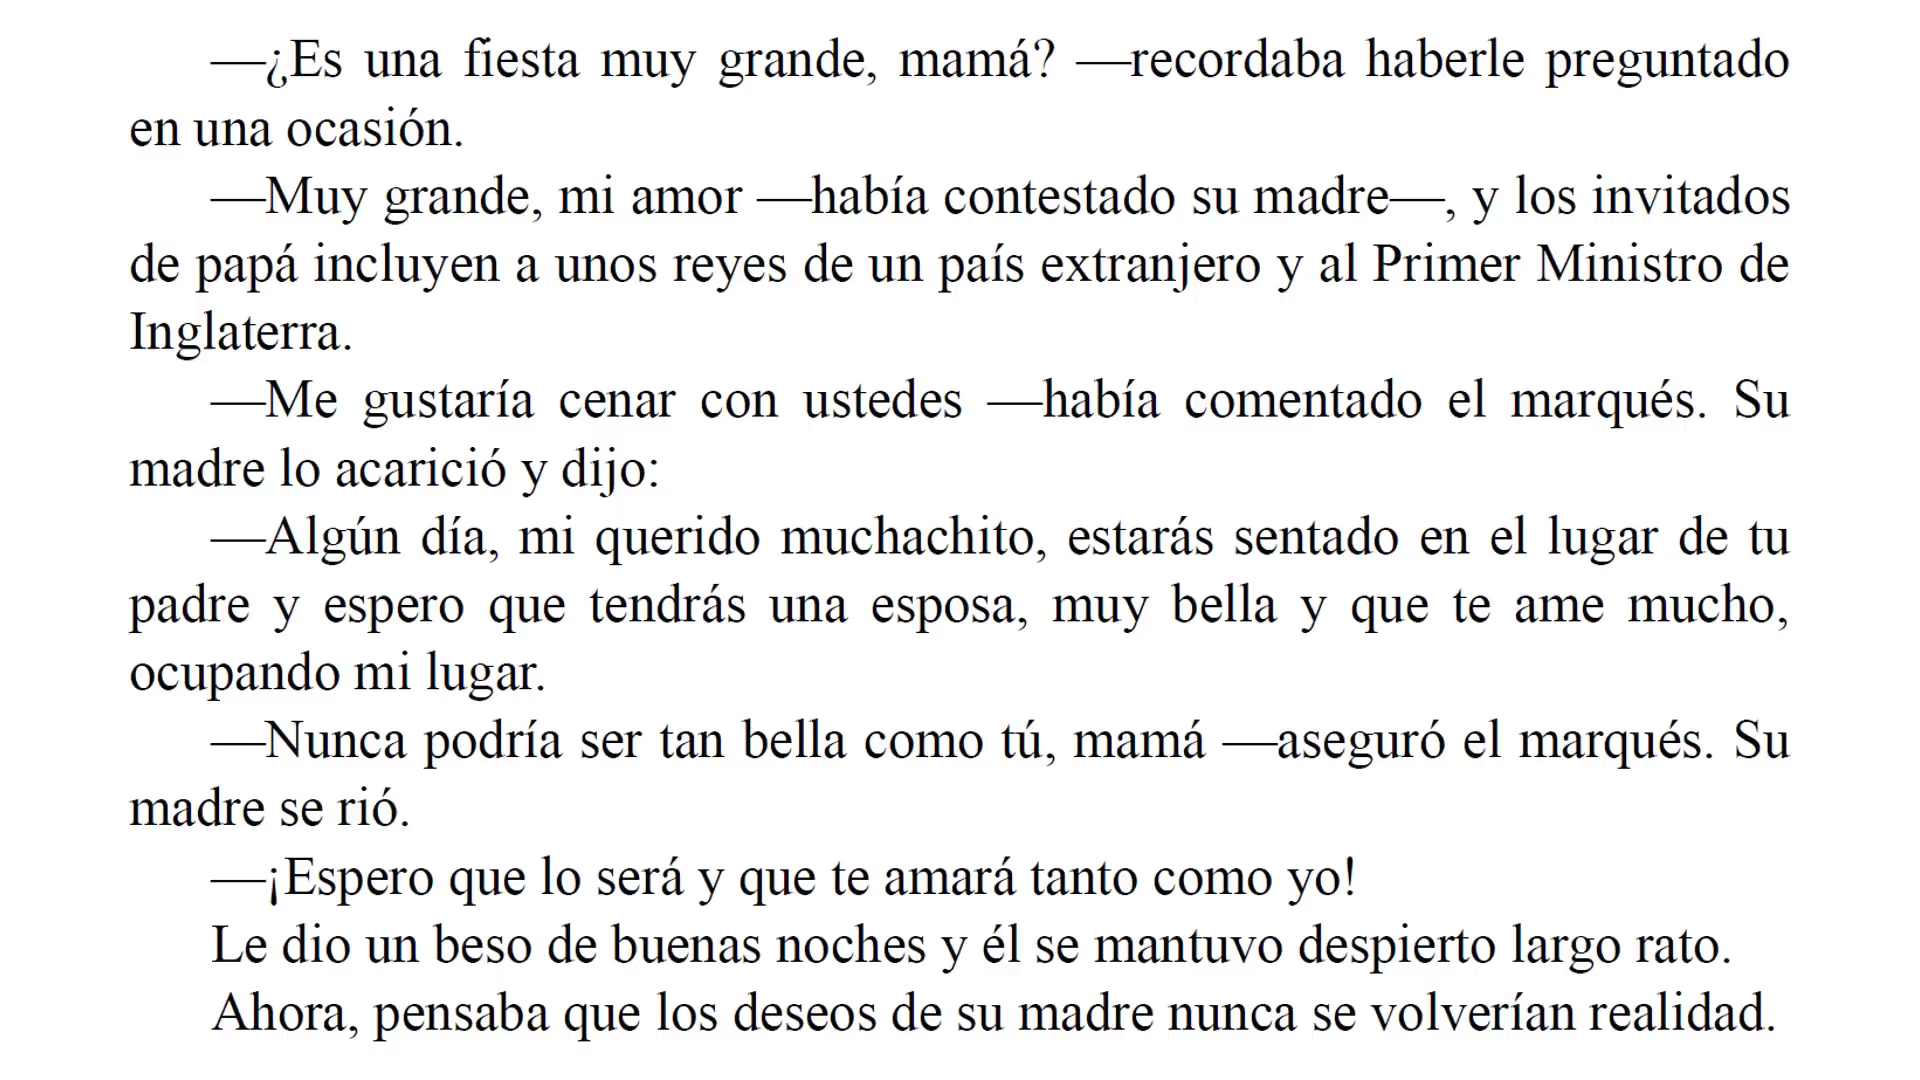 —¿Es una fiesta muy grande, mamá? —recordaba haberle preguntado
en una ocasión.
—Muy grande, mi amor —había contestado su madre—, y los invitados
de papá incluyen a unos reyes de un país extranjero y al Primer Ministro de
Inglaterra.
—Me gustaría cenar con ustedes —había comentado el marqués. Su
madre lo acarició y dijo:
—Algún día, mi querido muchachito, estarás sentado en el lugar de tu
padre y espero que tendrás una esposa, muy bella y que te ame mucho,
ocupando mi lugar.
—Nunca podría ser tan bella como tú, mamá —aseguró el marqués. Su
madre se rió.
—¡Espero que lo será y que te amará tanto como yo!
Le dio un beso de buenas noches y él se mantuvo despierto largo rato.
Ahora, pensaba que los deseos de su madre nunca se volverían realidad.